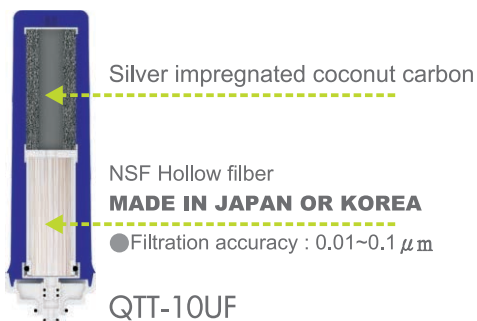 Silver impregnated coconut carbon
NSF Hollow filber
MADE IN JAPAN OR KOREA
●Filtration accuracy : 0.01~0.1 μm
QTT-10UF